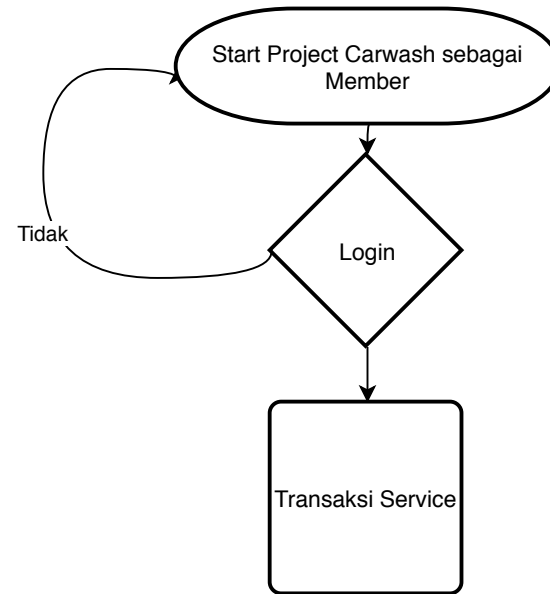 Start Project Carwash sebagai
Member
Tidak
Login
Transaksi Service